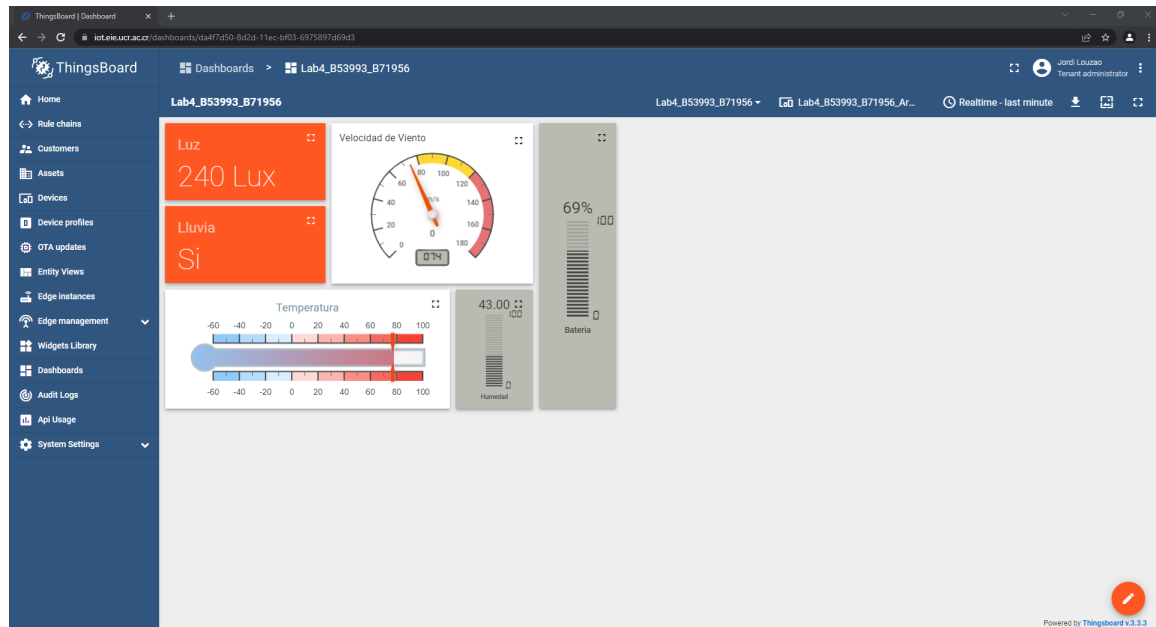 ThingsBoard | Dashboard
iot.eie.ucr.ac.cr/dashboards/da4f7d50-8d2d-11ec-bf03-6975897d69d3
ThingsBoard
Dashboards > Lab4_B53993_B71956
Jordi Louzao
Tenant administrator
Lab4_B53993_B71956
Lab4_B53993_B71956
Lab4_B53993_B71956_Ar...
Realtime - last minute
Home
Rule chains
Customers
Assets
Devices
Device profiles
OTA updates
Entity Views
Edge instances
Edge management
Widgets Library
Dashboards
Audit Logs
Api Usage
System Settings
Luz
240 Lux
Lluvia
Si
Velocidad de Viento
0 20 40 60 80 100 120 140 160 180
m/s
0
074
69%
100
0
Bateria
Temperatura
-60 -40 -20 0 20 40 60 80 100
-60 -40 -20 0 20 40 60 80 100
43.00
100
0
Humedad
Powered by Thingsboard v.3.3.3